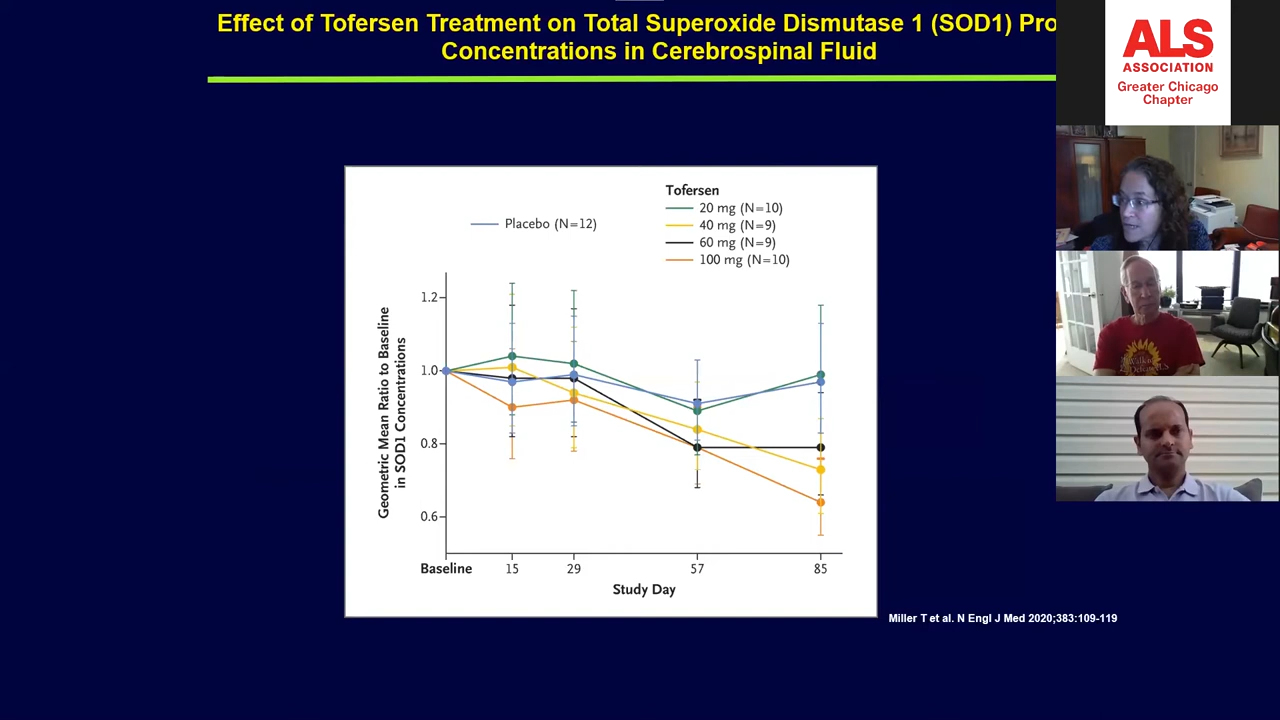 Effect of Tofersen Treatment on Total Superoxide Dismutase 1 (SOD1) Pro
Concentrations in Cerebrospinal Fluid
ALS
ASSOCIATION
Greater Chicago
Chapter
Tofersen
Placebo (N=12)
20 mg (N=10)
40 mg (N=9)
60 mg (N=9)
100 mg (N=10)
Geometric Mean Ratio to Baseline
in SOD1 Concentrations
1.2
1.0
0.8
0.6
Baseline 15 29 57 85
Study Day
Miller T et al. N Engl J Med 2020;383:109-119